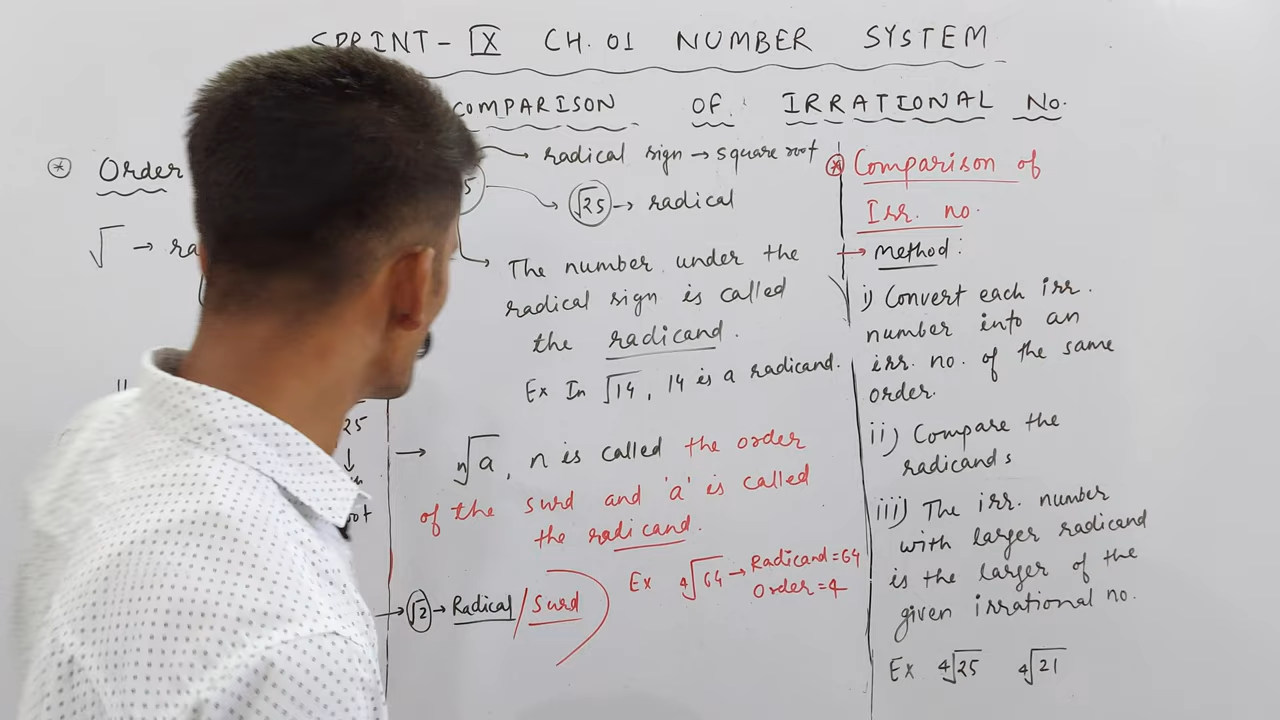 SPRINT-IX CH. 01 NUMBER SYSTEM
COMPARISON OF IRRATIONAL No.
* Order
√ →
5
radical sign → square root
√25 → radical
The number under the
radical sign is called
the radicand.
Ex In √14, 14 is a radicand.
25
↓
→ ⁿ√a, n is called the order
of the surd and 'a' is called
the radicand.
Ex ⁴√64 → Radicand = 64
Order = 4
→ √2 → Radical / Surd
* Comparison of
Irr. no.
→ Method :
i) Convert each irr.
number into an
irr. no. of the same
order.
ii) Compare the
radicands
iii) The irr. number
with larger radicand
is the larger of the
given irrational no.
Ex ⁴√25 ⁴√21